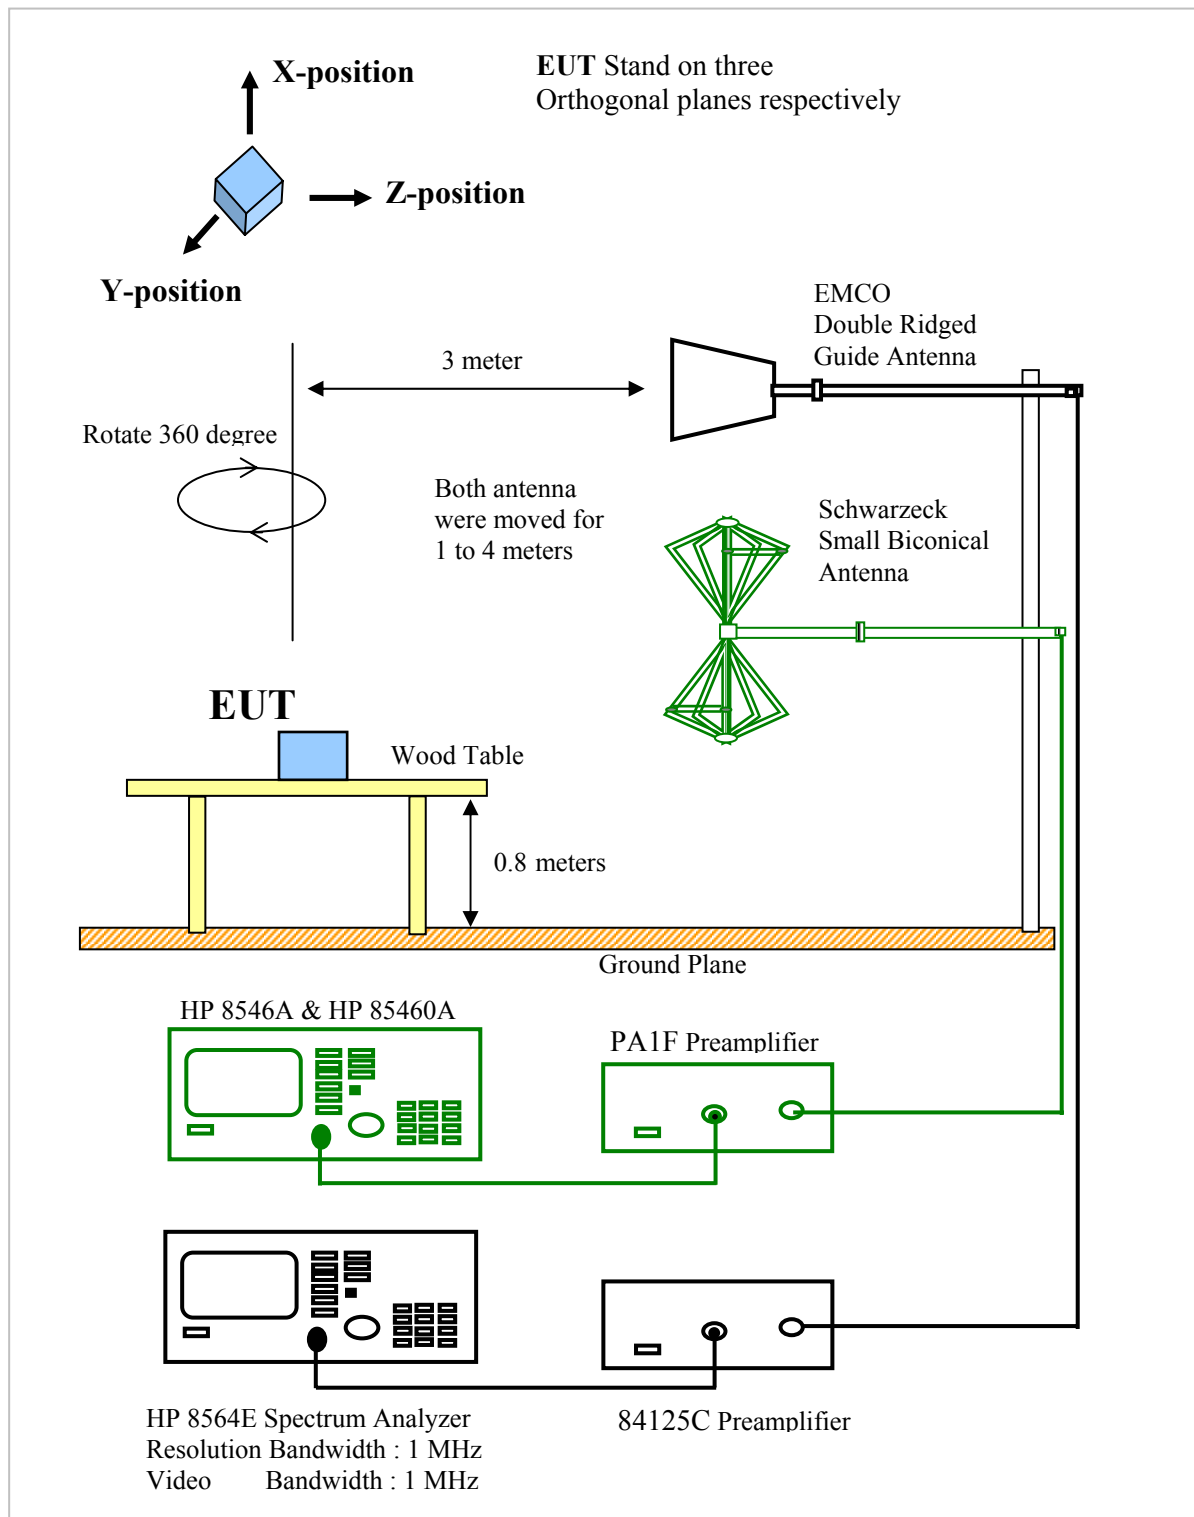 X-position
EUT Stand on three
Orthogonal planes respectively
Z-position
Y-position
EMCO
Double Ridged
Guide Antenna
3 meter
Rotate 360 degree
Both antenna
were moved for
1 to 4 meters
Schwarzeck
Small Biconical
Antenna
EUT
Wood Table
0.8 meters
Ground Plane
HP 8546A & HP 85460A
PA1F Preamplifier
HP 8564E Spectrum Analyzer
Resolution Bandwidth : 1 MHz
Video Bandwidth : 1 MHz
84125C Preamplifier